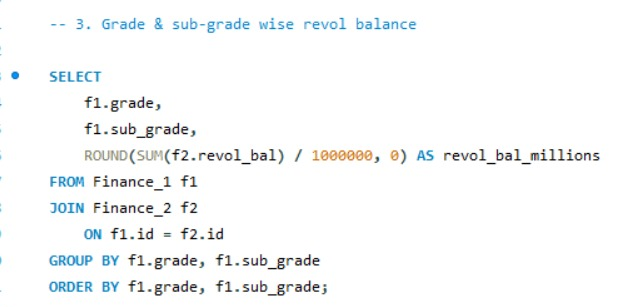 -- 3. Grade & sub-grade wise revol balance
SELECT
f1.grade,
f1.sub_grade,
ROUND(SUM(f2.revol_bal) / 1000000, 0) AS revol_bal_millions
FROM Finance_1 f1
JOIN Finance_2 f2
ON f1.id = f2.id
GROUP BY f1.grade, f1.sub_grade
ORDER BY f1.grade, f1.sub_grade;